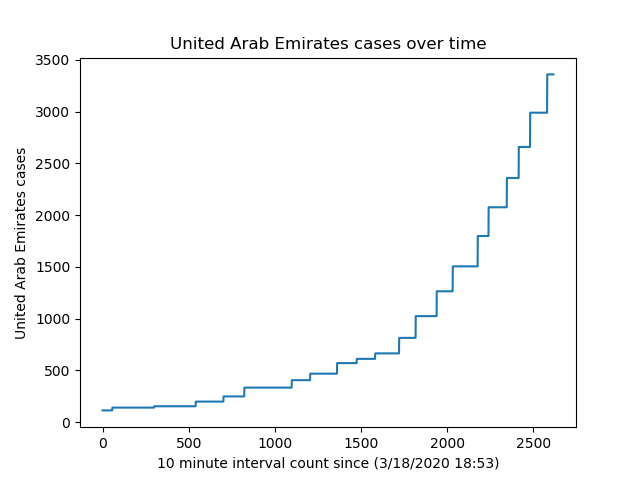 United Arab Emirates cases over time
3500
3000
2500
2000
1500
1000
500
0
United Arab Emirates cases
0 500 1000 1500 2000 2500
10 minute interval count since (3/18/2020 18:53)